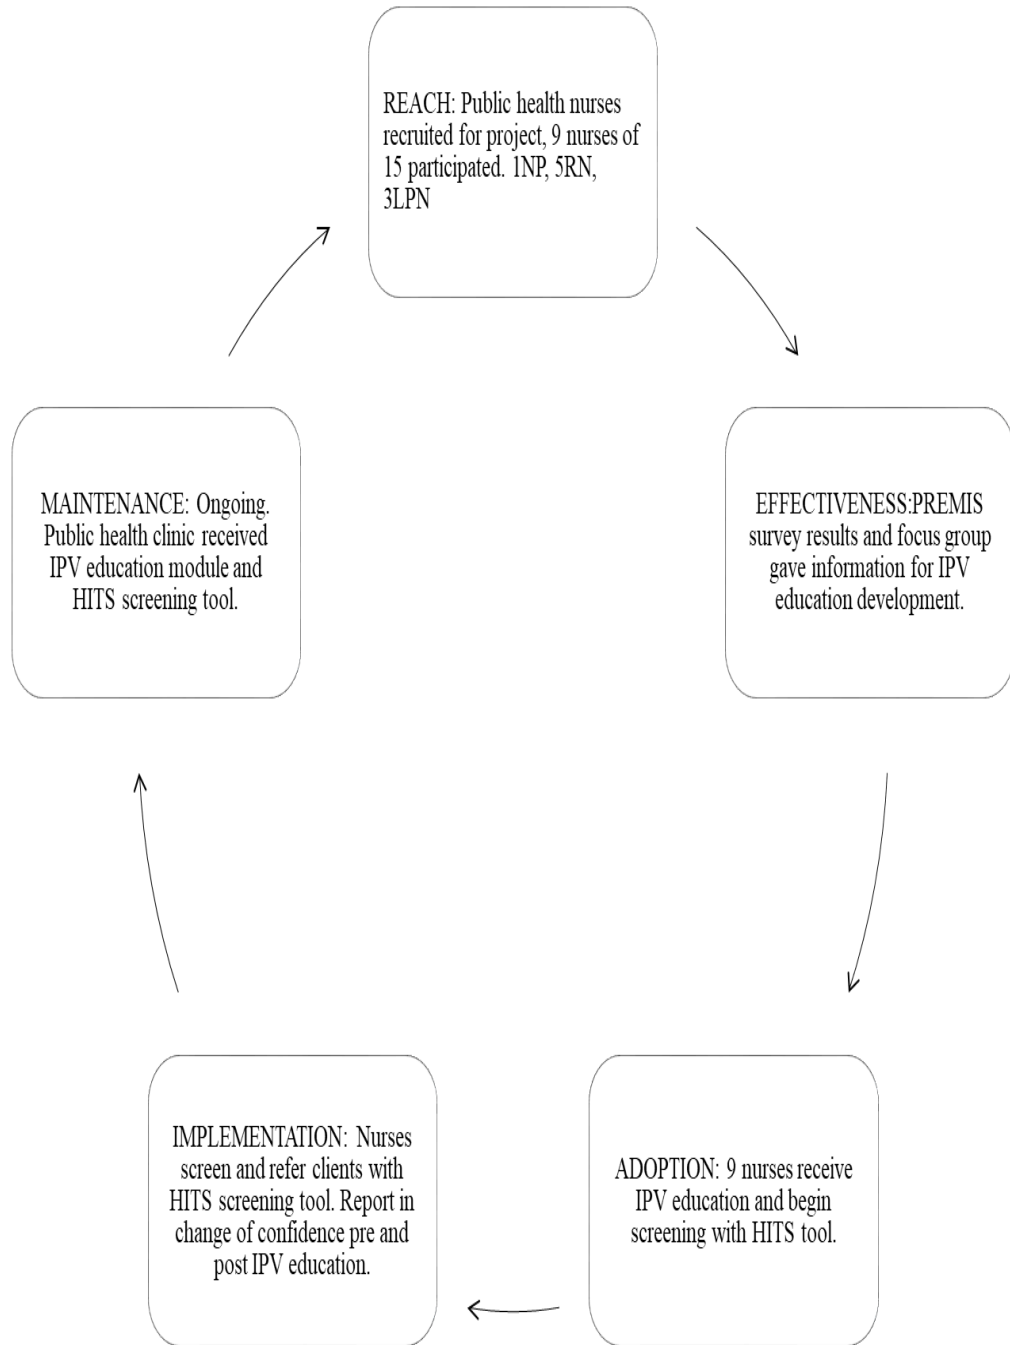 REACH: Public health nurses
recruited for project, 9 nurses of
15 participated. 1NP, 5RN,
3LPN
EFFECTIVENESS:PREMIS
survey results and focus group
gave information for IPV
education development.
ADOPTION: 9 nurses receive
IPV education and begin
screening with HITS tool.
IMPLEMENTATION: Nurses
screen and refer clients with
HITS screening tool. Report in
change of confidence pre and
post IPV education.
MAINTENANCE: Ongoing.
Public health clinic received
IPV education module and
HITS screening tool.